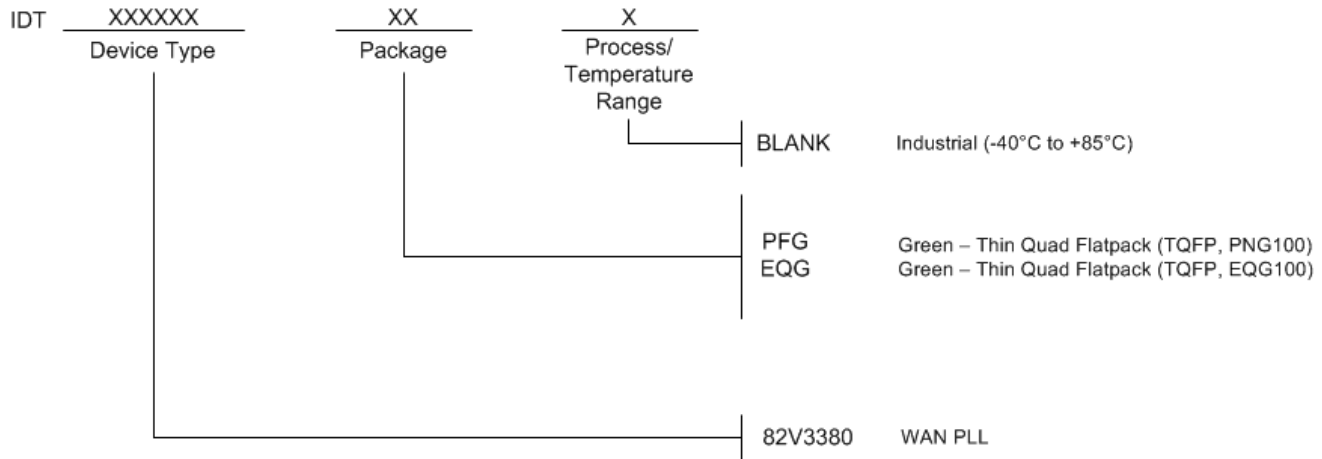 IDT XXXXXX XX X
Device Type Package Process/
Temperature
Range
BLANK Industrial (-40°C to +85°C)
PFG Green – Thin Quad Flatpack (TQFP, PNG100)
EQG Green – Thin Quad Flatpack (TQFP, EQG100)
82V3380 WAN PLL